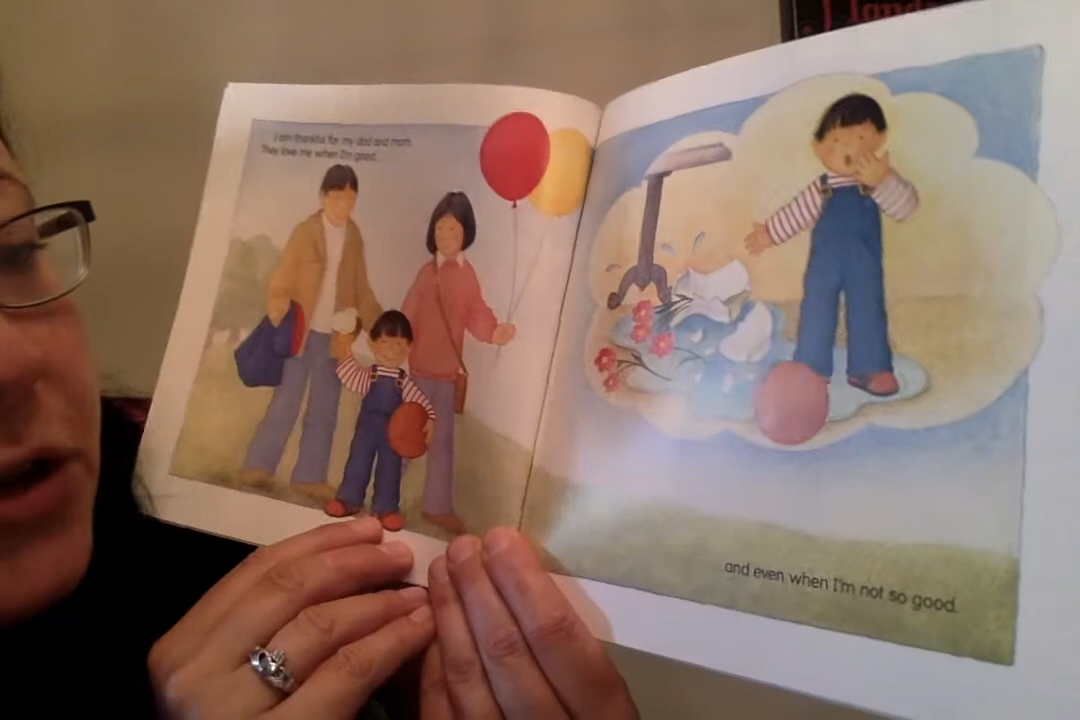 I am thankful for my dad and mom.
They love me when I'm good...
and even when I'm not so good.